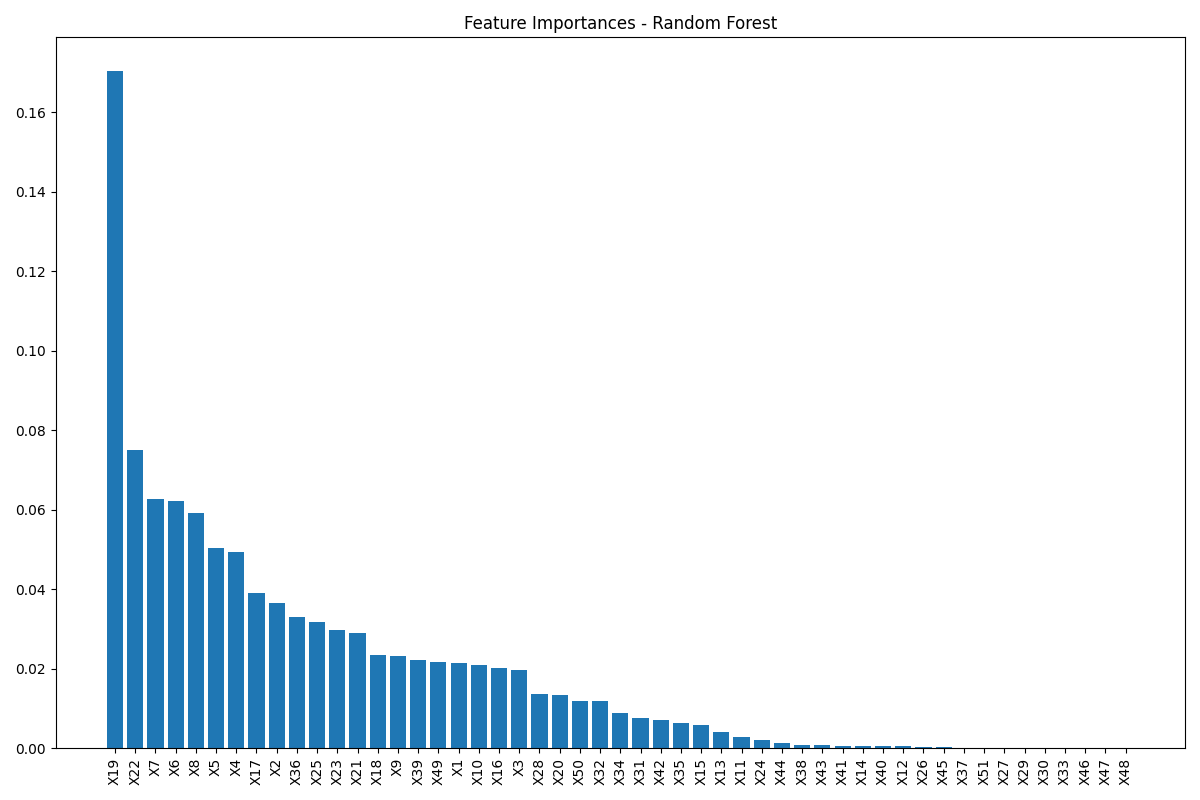 Feature Importances - Random Forest
0.16
0.14
0.12
0.10
0.08
0.06
0.04
0.02
0.00
X19
X22
X7
X6
X8
X5
X4
X17
X2
X36
X25
X23
X21
X18
X9
X39
X49
X1
X10
X16
X3
X28
X20
X50
X32
X34
X31
X42
X35
X15
X13
X11
X24
X44
X38
X43
X41
X14
X40
X12
X26
X45
X37
X51
X27
X29
X30
X33
X46
X47
X48